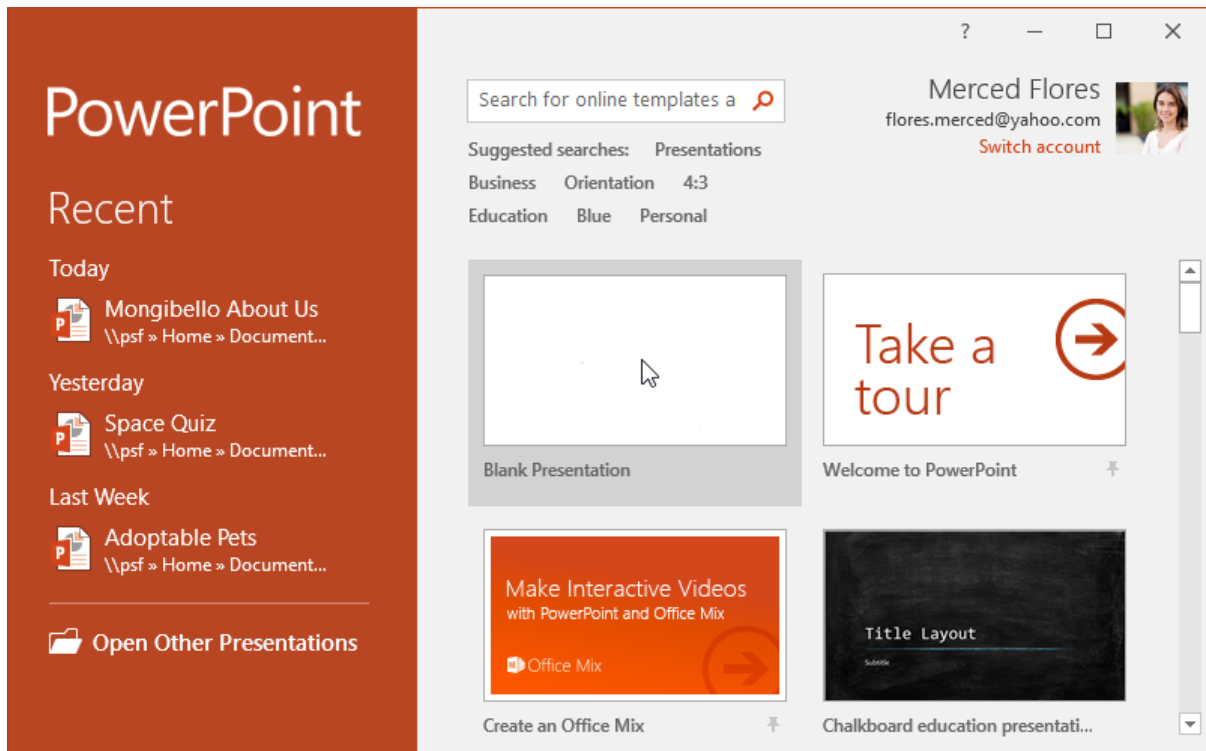 PowerPoint
Recent
Today
Mongibello About Us
\\psf » Home » Document...
Yesterday
Space Quiz
\\psf » Home » Document...
Last Week
Adoptable Pets
\\psf » Home » Document...
Open Other Presentations
?
Search for online templates a
Merced Flores
flores.merced@yahoo.com
Switch account
Suggested searches: Presentations
Business Orientation 4:3
Education Blue Personal
Blank Presentation
Take a
tour
Welcome to PowerPoint
Make Interactive Videos
with PowerPoint and Office Mix
Office Mix
Create an Office Mix
Title Layout
Subtitle
Chalkboard education presentati...